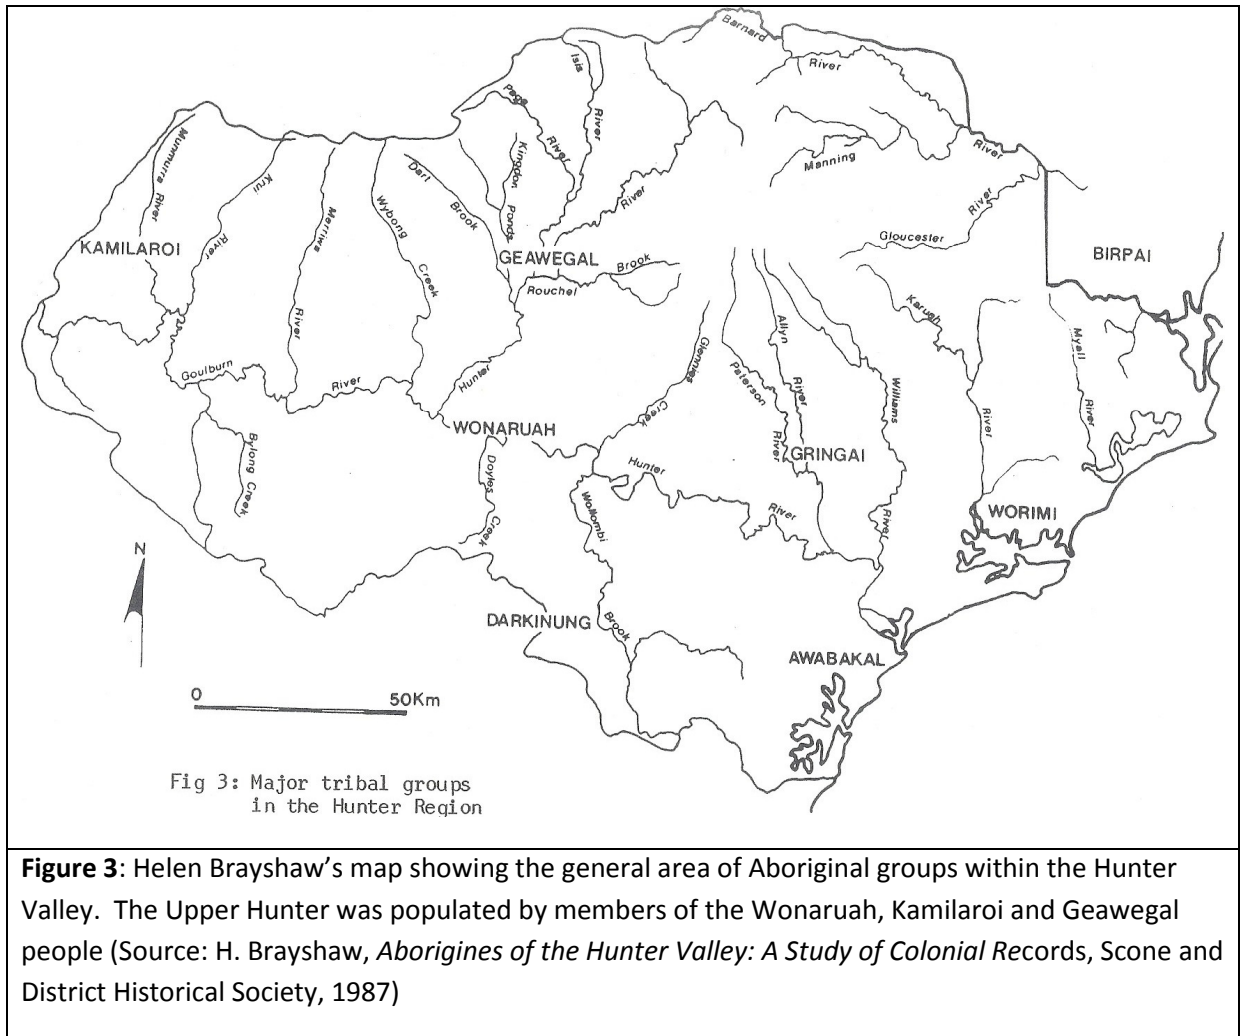 Barnard
River
Isis
River
Page
River
Kingdon
Ponds
Munmurra
River
Krui
River
Merriwa
River
Wybong
Creek
Dart
Brook
River
Manning
River
River
Gloucester
KAMILAROI
GEAWEGAL
Brook
Rouchel
BIRPAI
Karuah
River
Myall
River
Allyn
River
Glennies
Creek
Paterson
River
Williams
River
Goulburn
River
Hunter
WONARUAH
GRINGAI
Bylong
Creek
Doyles
Creek
Hunter
River
Wollombi
Brook
WORIMI
N
DARKINUNG
AWABAKAL
0 50Km
Fig 3: Major tribal groups
in the Hunter Region
Figure 3: Helen Brayshaw’s map showing the general area of Aboriginal groups within the Hunter
Valley. The Upper Hunter was populated by members of the Wonaruah, Kamilaroi and Geawegal
people (Source: H. Brayshaw, Aborigines of the Hunter Valley: A Study of Colonial Records, Scone and
District Historical Society, 1987)